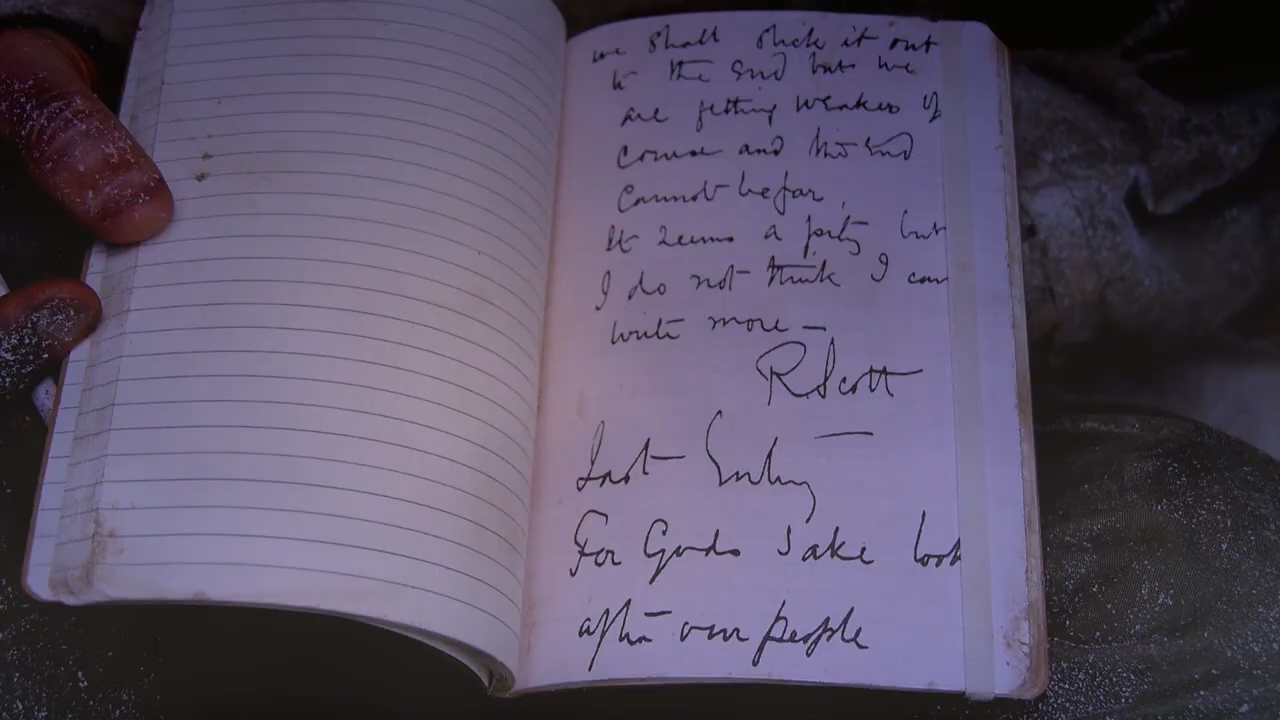 we shall stick it out
to the end but we
are getting weaker of
course and the end
cannot be far.
It seems a pity but
I do not think I can
write more —
R Scott
Last Entry
For Gods sake look
after our people